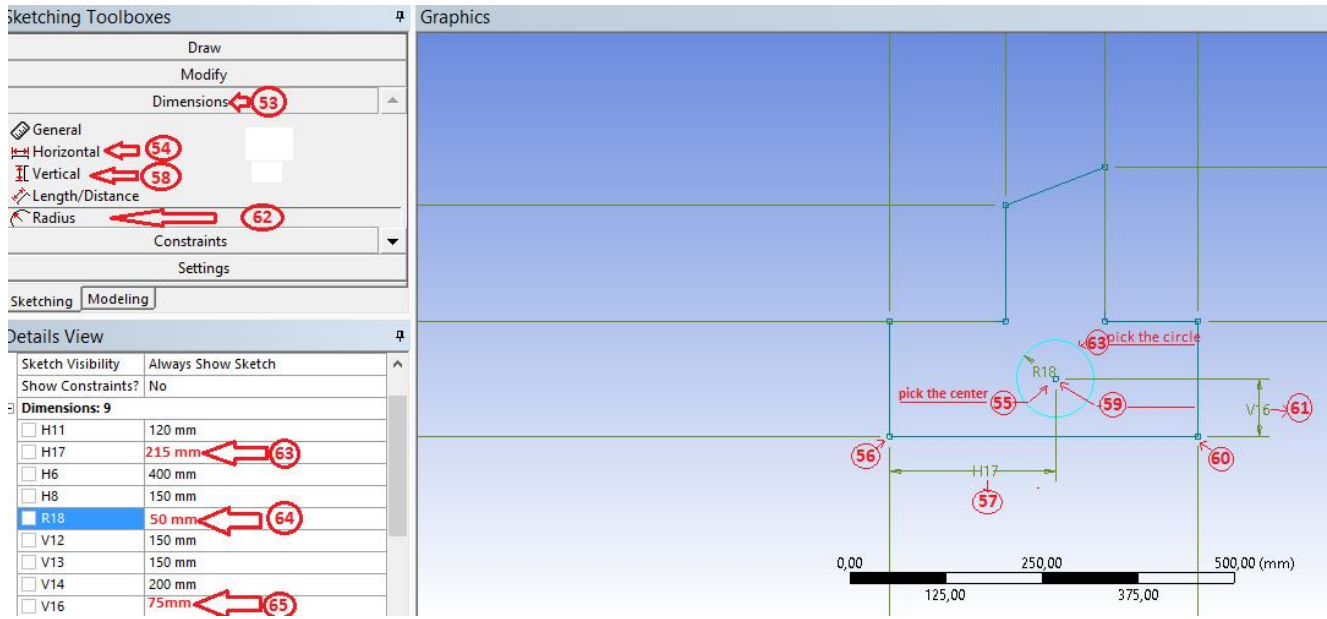 Sketching Toolboxes
Draw
Modify
Dimensions 53
General
Horizontal 54
Vertical 58
Length/Distance
Radius 62
Constraints
Settings
Sketching Modeling
Details View
Sketch Visibility Always Show Sketch
Show Constraints? No
Dimensions: 9
H11 120 mm
H17 215 mm 63
H6 400 mm
H8 150 mm
R18 50 mm 64
V12 150 mm
V13 150 mm
V14 200 mm
V16 75mm 65
Graphics
63 pick the circle
R18
pick the center 55 59
V16 61
56 60
H17
57
0,00 250,00 500,00 (mm)
125,00 375,00